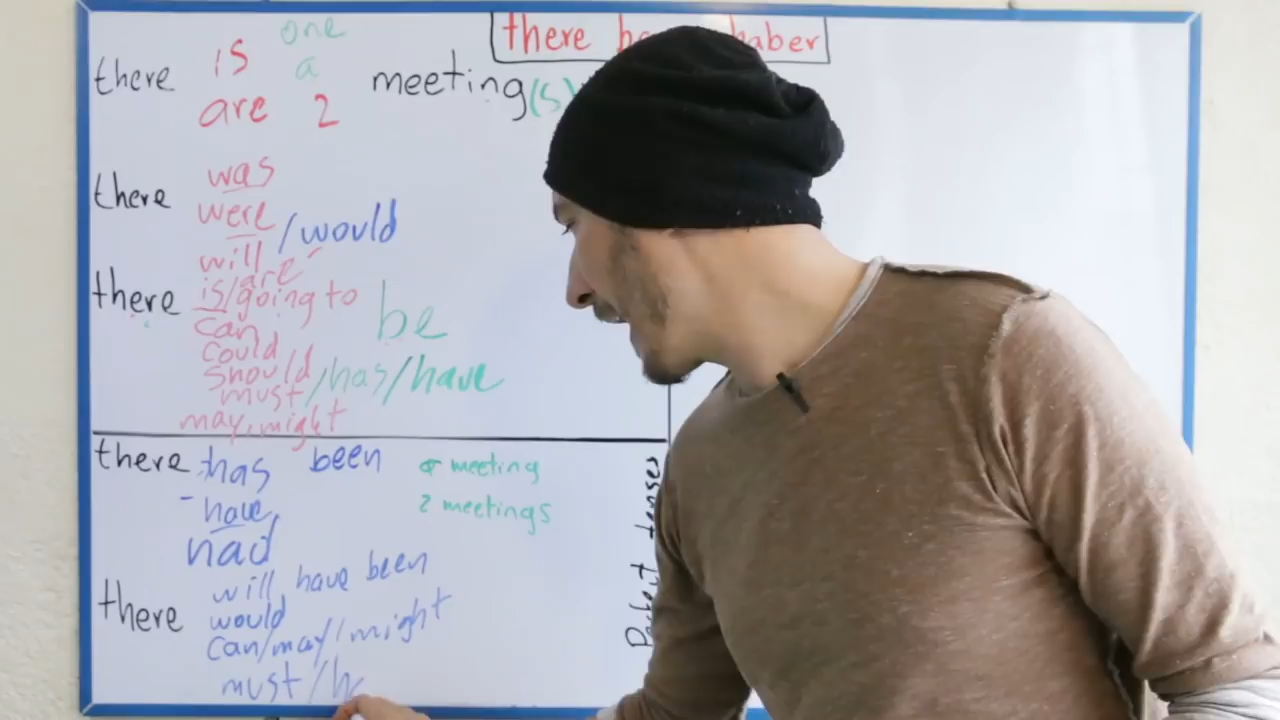 there haber
one
there is a meeting(s)
are 2
was
there were /would
will
are
there is/going to be
can
could
should /has/have
must
may, might
there has been a meeting
have 2 meetings
had
will have been
there would
can/may/might
must/h
tenses